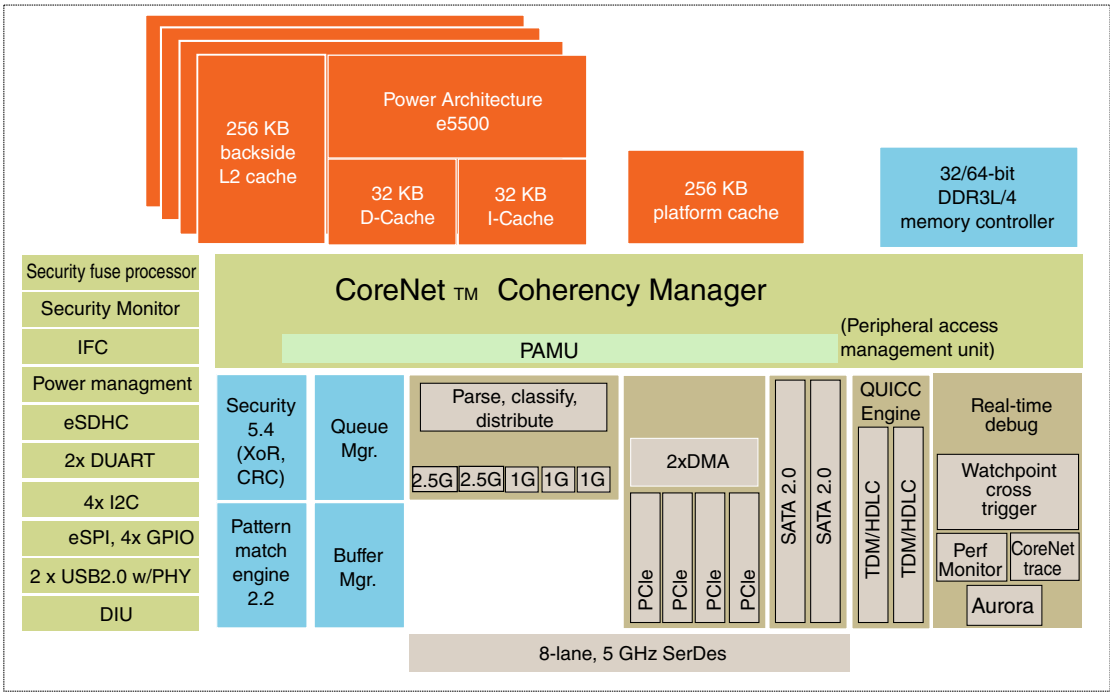 Power Architecture
e5500
256 KB
backside
L2 cache
32 KB
D-Cache
32 KB
I-Cache
256 KB
platform cache
32/64-bit
DDR3L/4
memory controller
Security fuse processor
Security Monitor
IFC
Power managment
eSDHC
2x DUART
4x I2C
eSPI, 4x GPIO
2 x USB2.0 w/PHY
DIU
CoreNet TM Coherency Manager
PAMU
(Peripheral access
management unit)
Security
5.4
(XoR,
CRC)
Queue
Mgr.
Pattern
match
engine
2.2
Buffer
Mgr.
Parse, classify,
distribute
2.5G
2.5G
1G
1G
1G
2xDMA
PCIe
PCIe
PCIe
PCIe
SATA 2.0
SATA 2.0
QUICC
Engine
TDM/HDLC
TDM/HDLC
Real-time
debug
Watchpoint
cross
trigger
Perf
Monitor
CoreNet
trace
Aurora
8-lane, 5 GHz SerDes